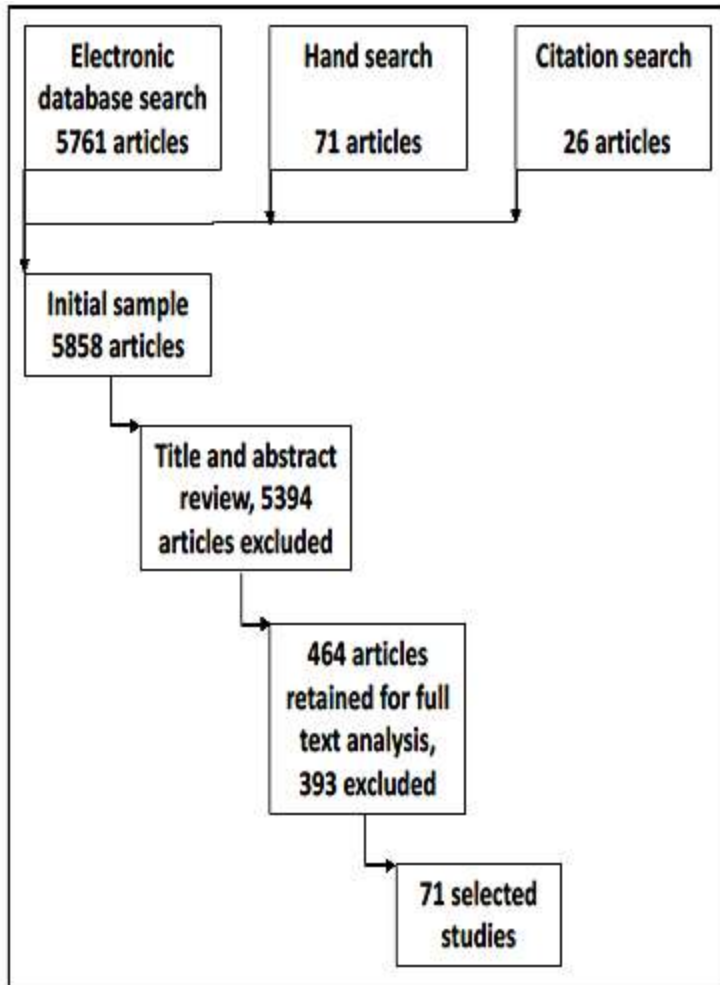 Electronic
database search
5761 articles
Hand search
71 articles
Citation search
26 articles
Initial sample
5858 articles
Title and abstract
review, 5394
articles excluded
464 articles
retained for full
text analysis,
393 excluded
71 selected
studies